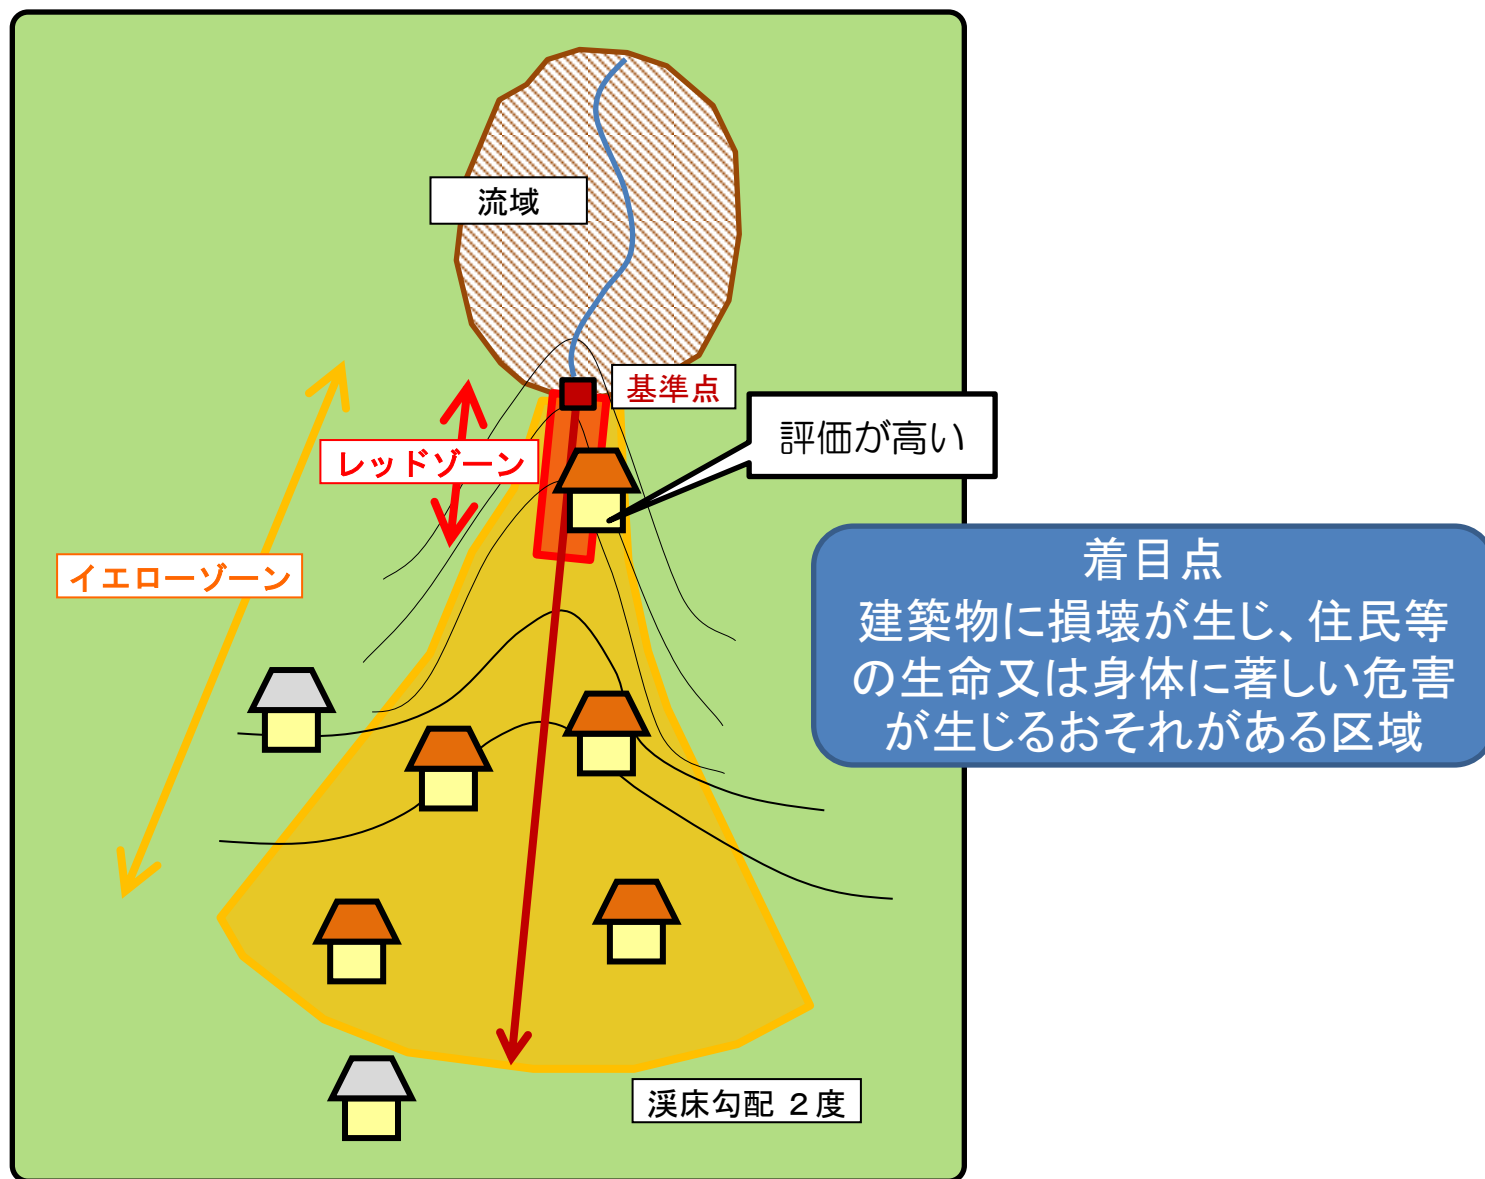 流域
基準点
評価が高い
レッドゾーン
イエローゾーン
着目点
建築物に損壊が生じ、住民等
の生命又は身体に著しい危害
が生じるおそれがある区域
渓床勾配 2度